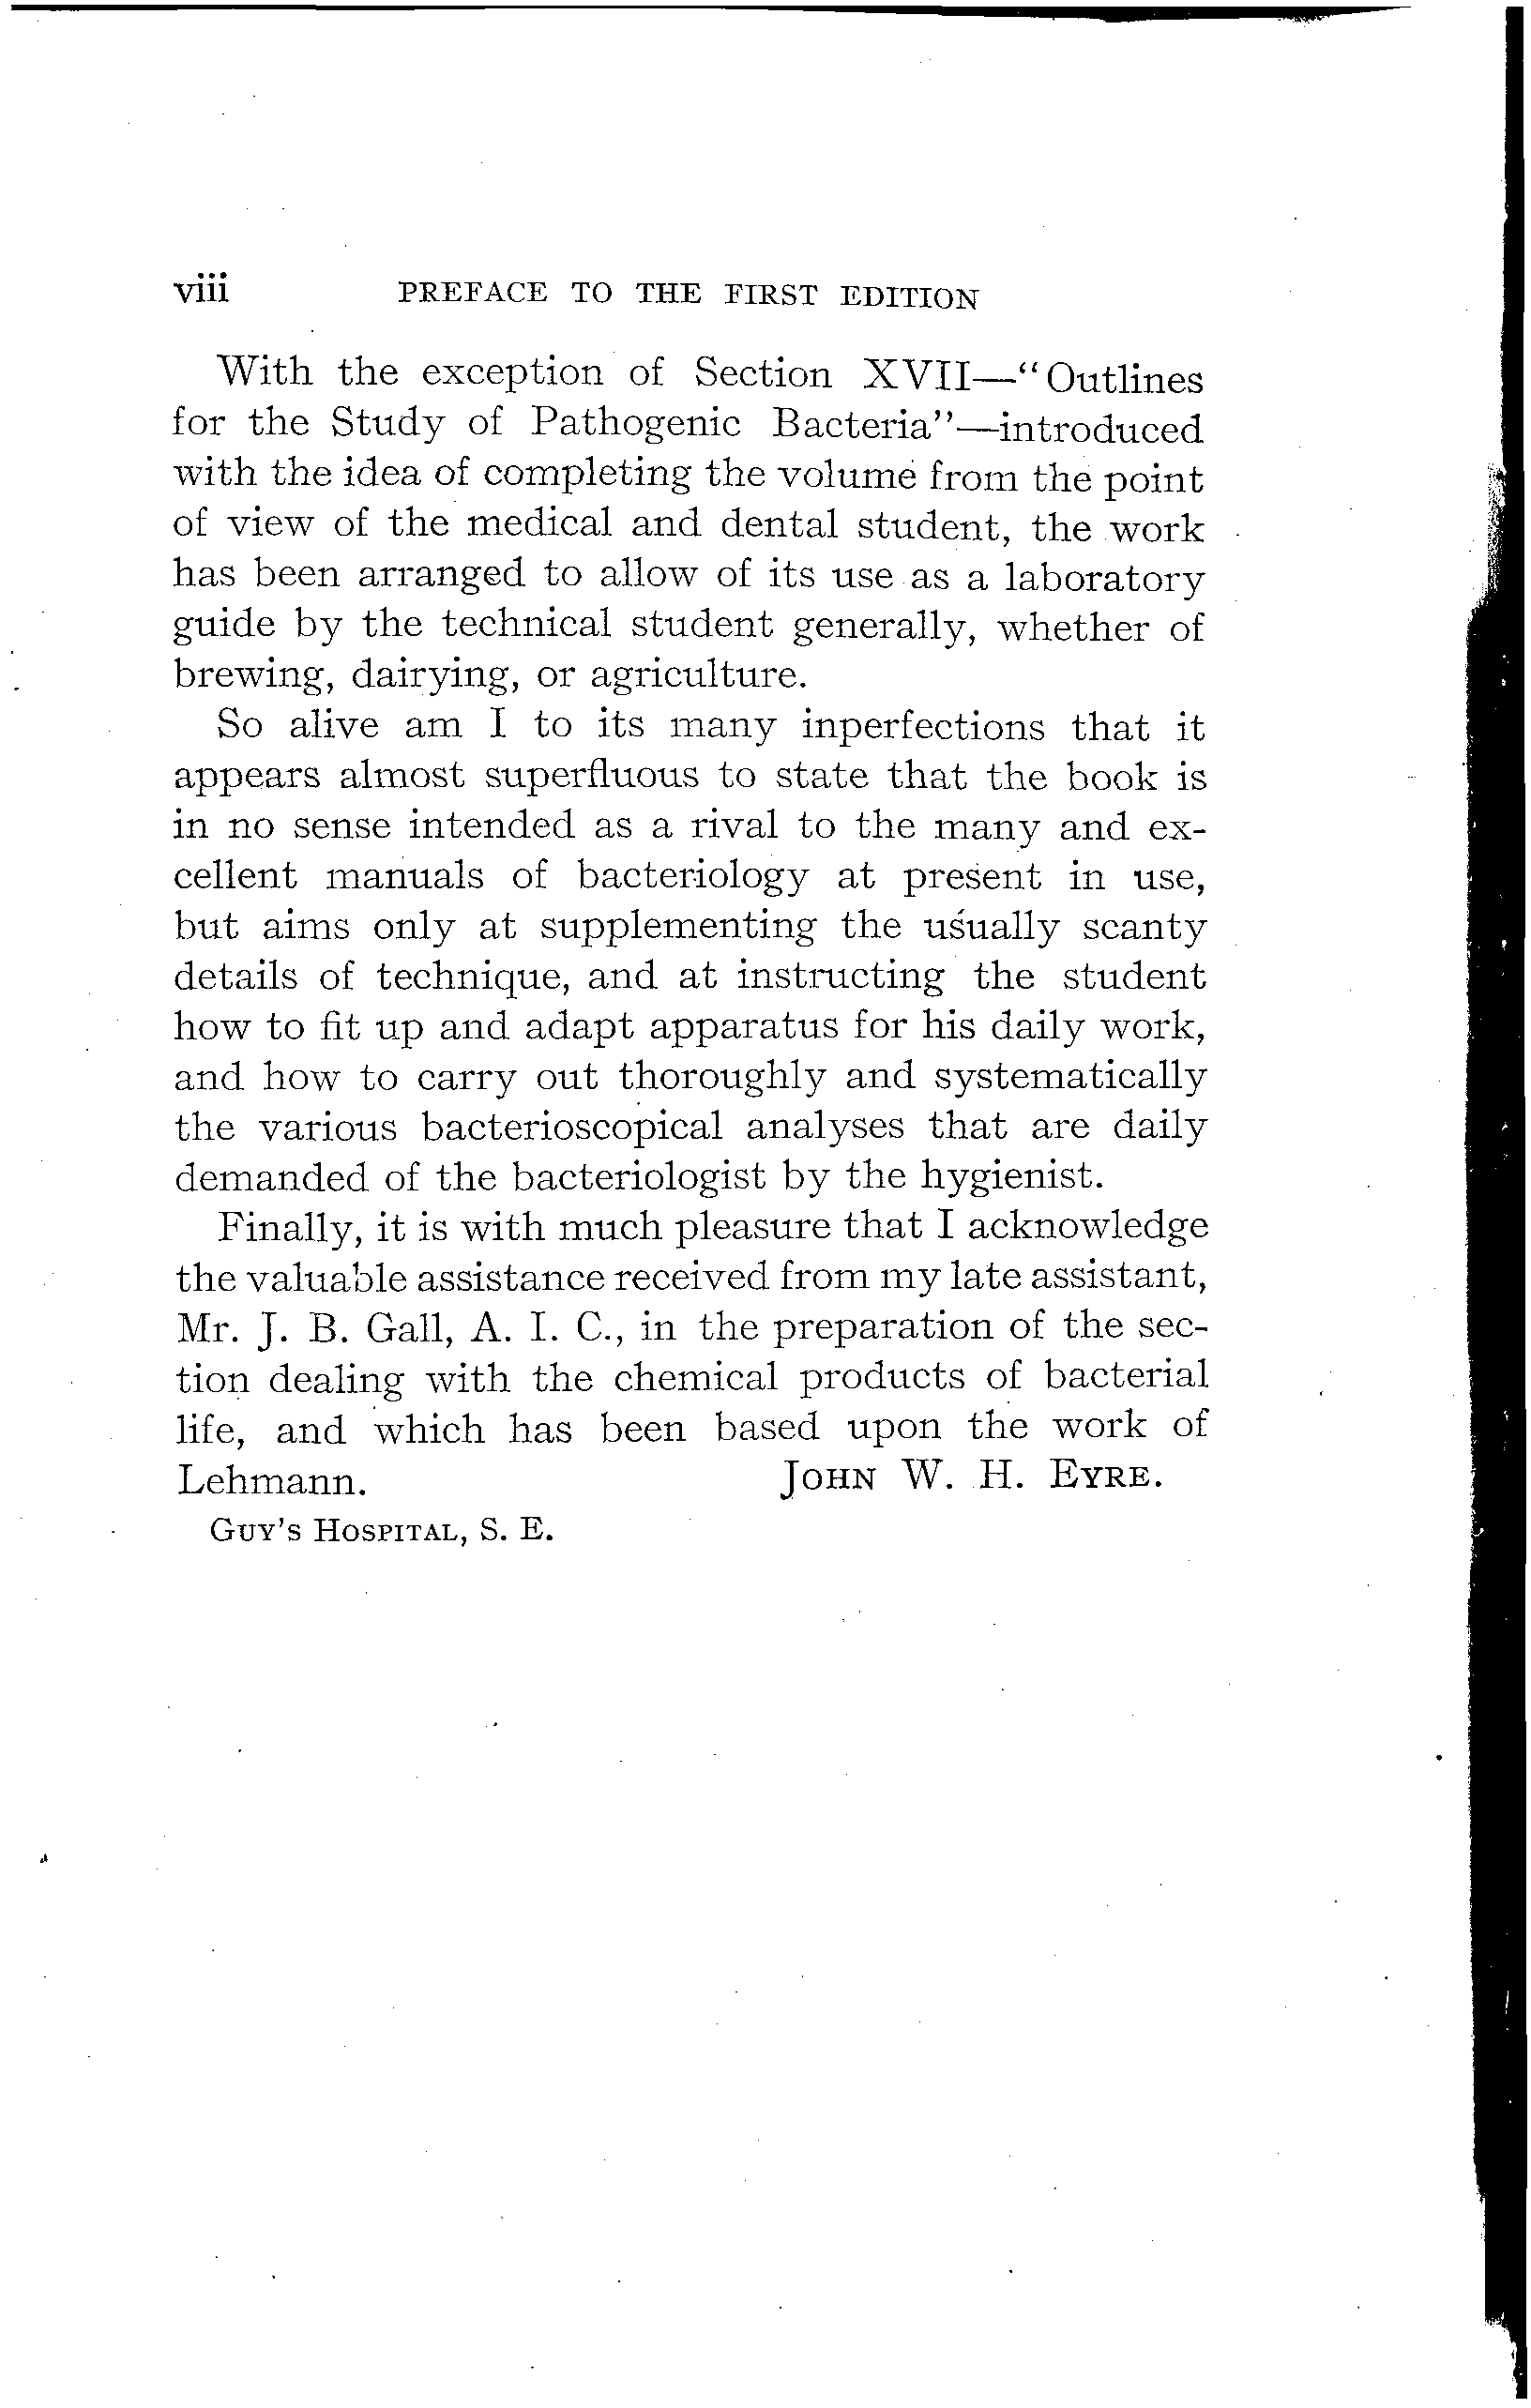 viii PREFACE TO THE FIRST EDITION
With the exception of Section XVII—"Outlines
for the Study of Pathogenic Bacteria"—introduced
with the idea of completing the volume from the point
of view of the medical and dental student, the work
has been arranged to allow of its use as a laboratory
guide by the technical student generally, whether of
brewing, dairying, or agriculture.
So alive am I to its many inperfections that it
appears almost superfluous to state that the book is
in no sense intended as a rival to the many and ex-
cellent manuals of bacteriology at present in use,
but aims only at supplementing the usually scanty
details of technique, and at instructing the student
how to fit up and adapt apparatus for his daily work,
and how to carry out thoroughly and systematically
the various bacterioscopical analyses that are daily
demanded of the bacteriologist by the hygienist.
Finally, it is with much pleasure that I acknowledge
the valuable assistance received from my late assistant,
Mr. J. B. Gall, A. I. C., in the preparation of the sec-
tion dealing with the chemical products of bacterial
life, and which has been based upon the work of
Lehmann. JOHN W. H. EYRE.
GUY'S HOSPITAL, S. E.